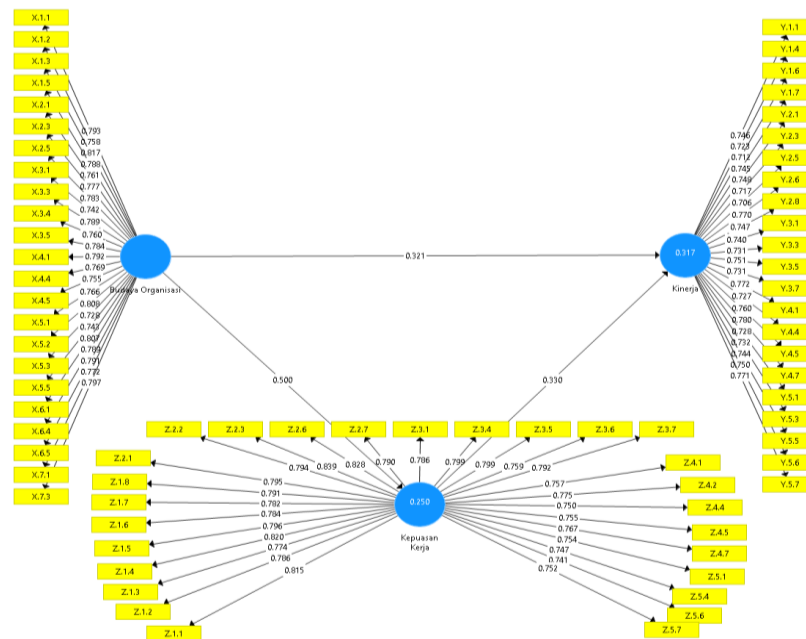 X.1.1
X.1.2
X.1.3
X.1.5
X.2.1
X.2.3
X.2.5
X.3.1
X.3.3
X.3.4
X.3.5
X.4.1
X.4.4
X.4.5
X.5.1
X.5.2
X.5.3
X.5.5
X.6.1
X.6.4
X.6.5
X.7.1
X.7.3
0.793
0.758
0.817
0.788
0.761
0.777
0.783
0.742
0.789
0.760
0.784
0.792
0.769
0.755
0.766
0.808
0.728
0.743
0.807
0.789
0.791
0.772
0.797
Budaya Organisasi
0.321
0.500
0.330
0.317
Kinerja
0.746
0.723
0.712
0.745
0.748
0.717
0.706
0.770
0.747
0.740
0.731
0.751
0.731
0.772
0.727
0.760
0.780
0.728
0.732
0.744
0.750
0.771
Y.1.1
Y.1.4
Y.1.6
Y.1.7
Y.2.1
Y.2.3
Y.2.5
Y.2.6
Y.2.8
Y.3.1
Y.3.3
Y.3.5
Y.3.7
Y.4.1
Y.4.4
Y.4.5
Y.4.7
Y.5.1
Y.5.3
Y.5.5
Y.5.6
Y.5.7
Z.2.2
Z.2.3
Z.2.6
Z.2.7
Z.3.1
Z.3.4
Z.3.5
Z.3.6
Z.3.7
0.794
0.839
0.828
0.790
0.786
0.799
0.799
0.759
0.792
Z.2.1
Z.1.8
Z.1.7
Z.1.6
Z.1.5
Z.1.4
Z.1.3
Z.1.2
Z.1.1
0.795
0.791
0.782
0.784
0.796
0.820
0.774
0.786
0.815
0.250
Kepuasan
Kerja
0.757
0.775
0.750
0.755
0.767
0.754
0.747
0.741
0.752
Z.4.1
Z.4.2
Z.4.4
Z.4.5
Z.4.7
Z.5.1
Z.5.4
Z.5.6
Z.5.7